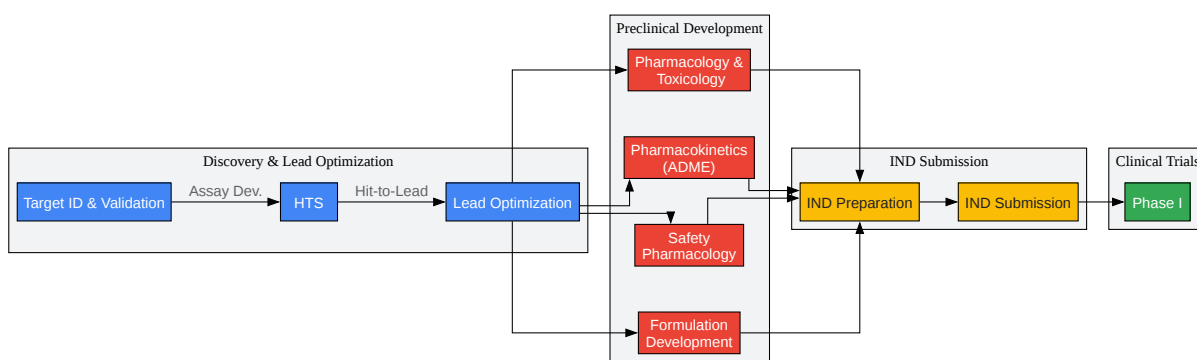 Preclinical Development
Pharmacology &
Toxicology
Pharmacokinetics
(ADME)
Safety
Pharmacology
Formulation
Development
Discovery & Lead Optimization
Target ID & Validation
Assay Dev.
HTS
Hit-to-Lead
Lead Optimization
IND Submission
IND Preparation
IND Submission
Clinical Trials
Phase I